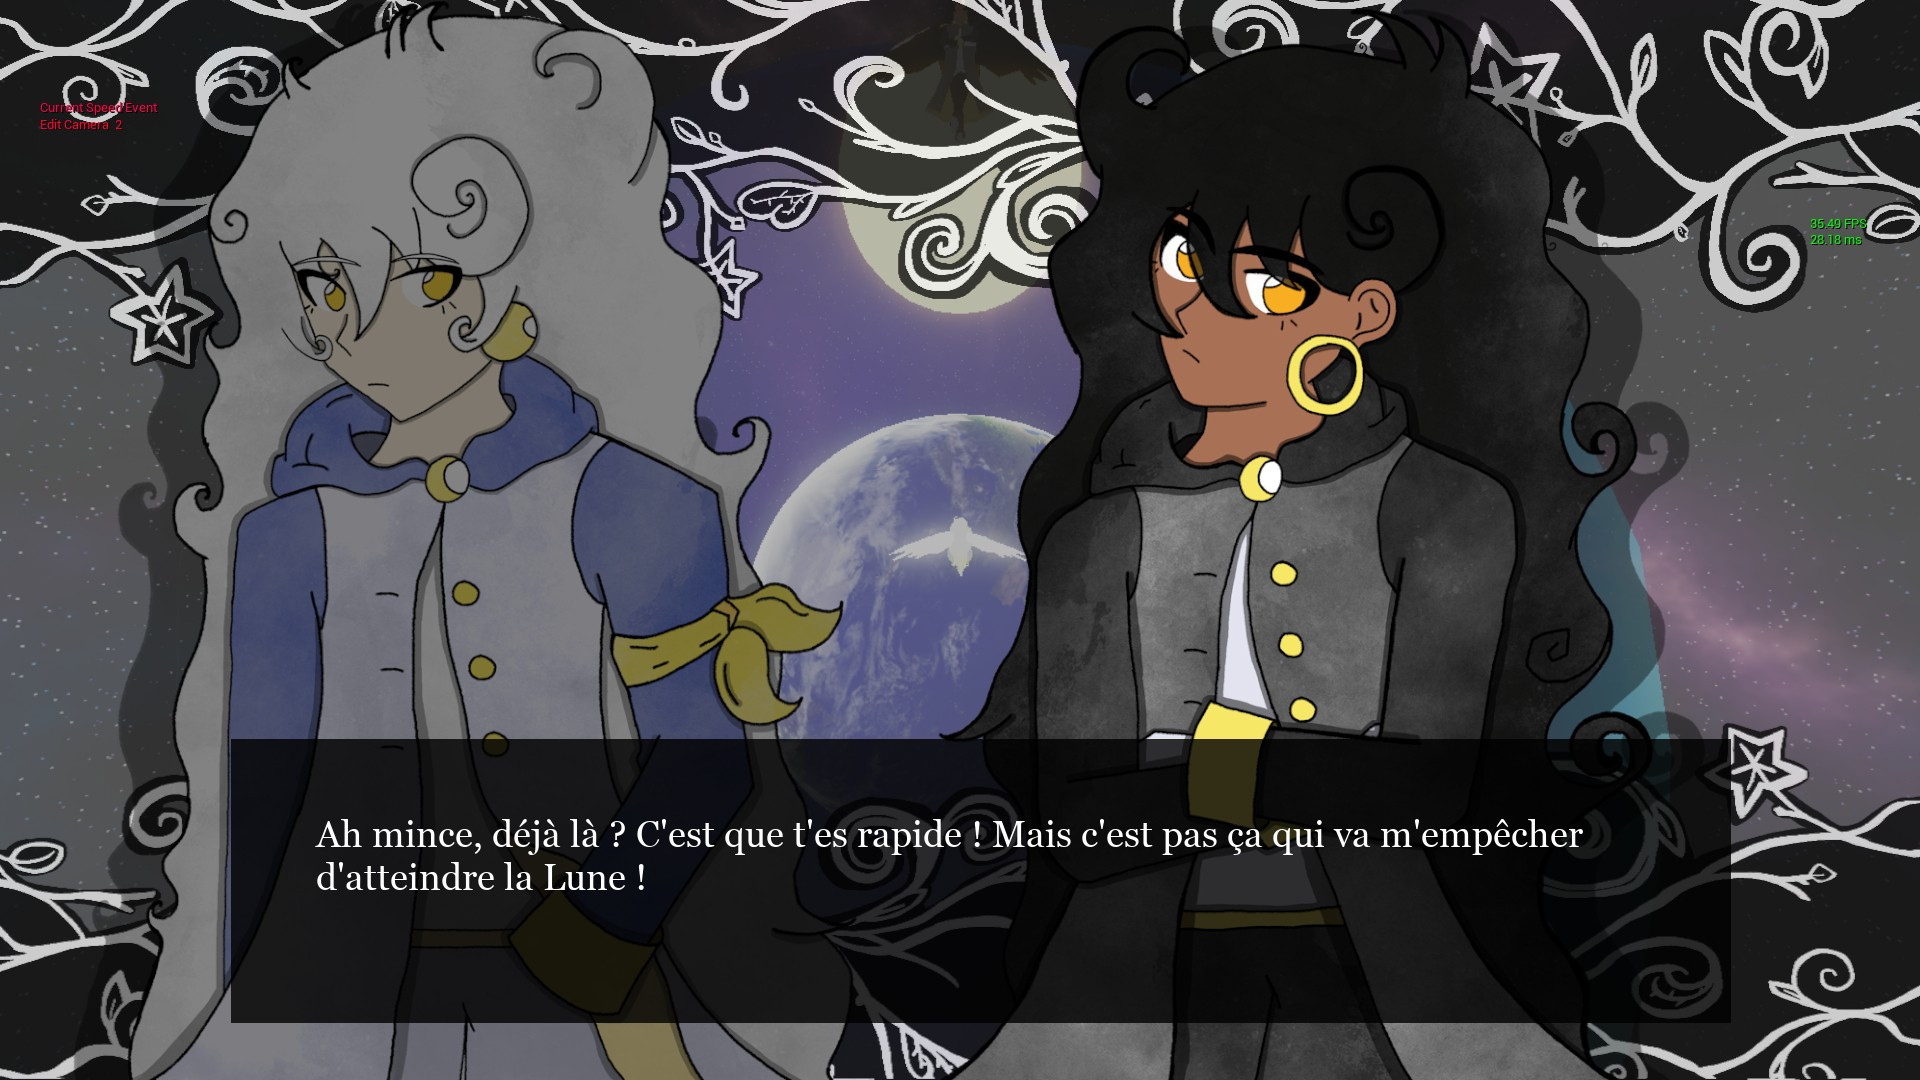 Current Speed Event
Edit Camera 2
35.49 FPS
28.18 ms
Ah mince, déjà là ? C'est que t'es rapide ! Mais c'est pas ça qui va m'empêcher
d'atteindre la Lune !